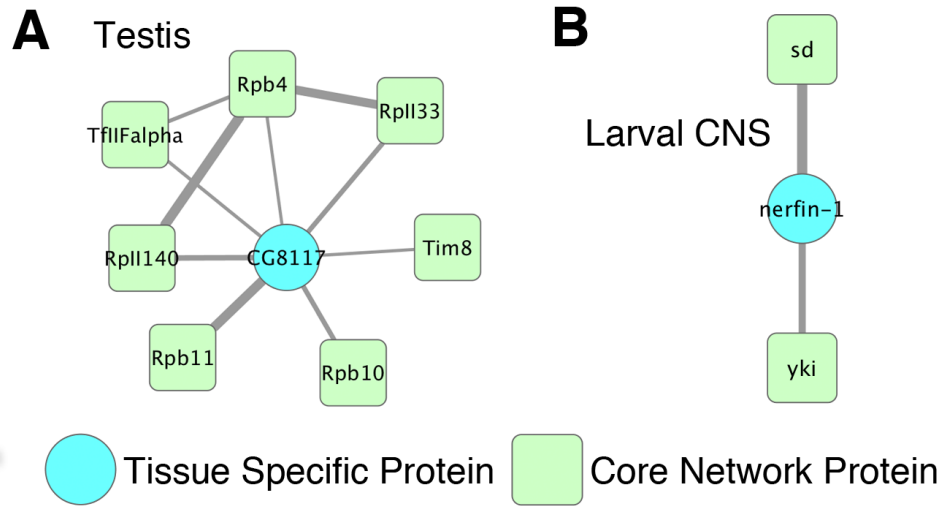 A Testis
Rpb4
RpII33
TfIIFalpha
RpII140
CG8117
Tim8
Rpb11
Rpb10
B
sd
Larval CNS
nerfin-1
yki
Tissue Specific Protein
Core Network Protein